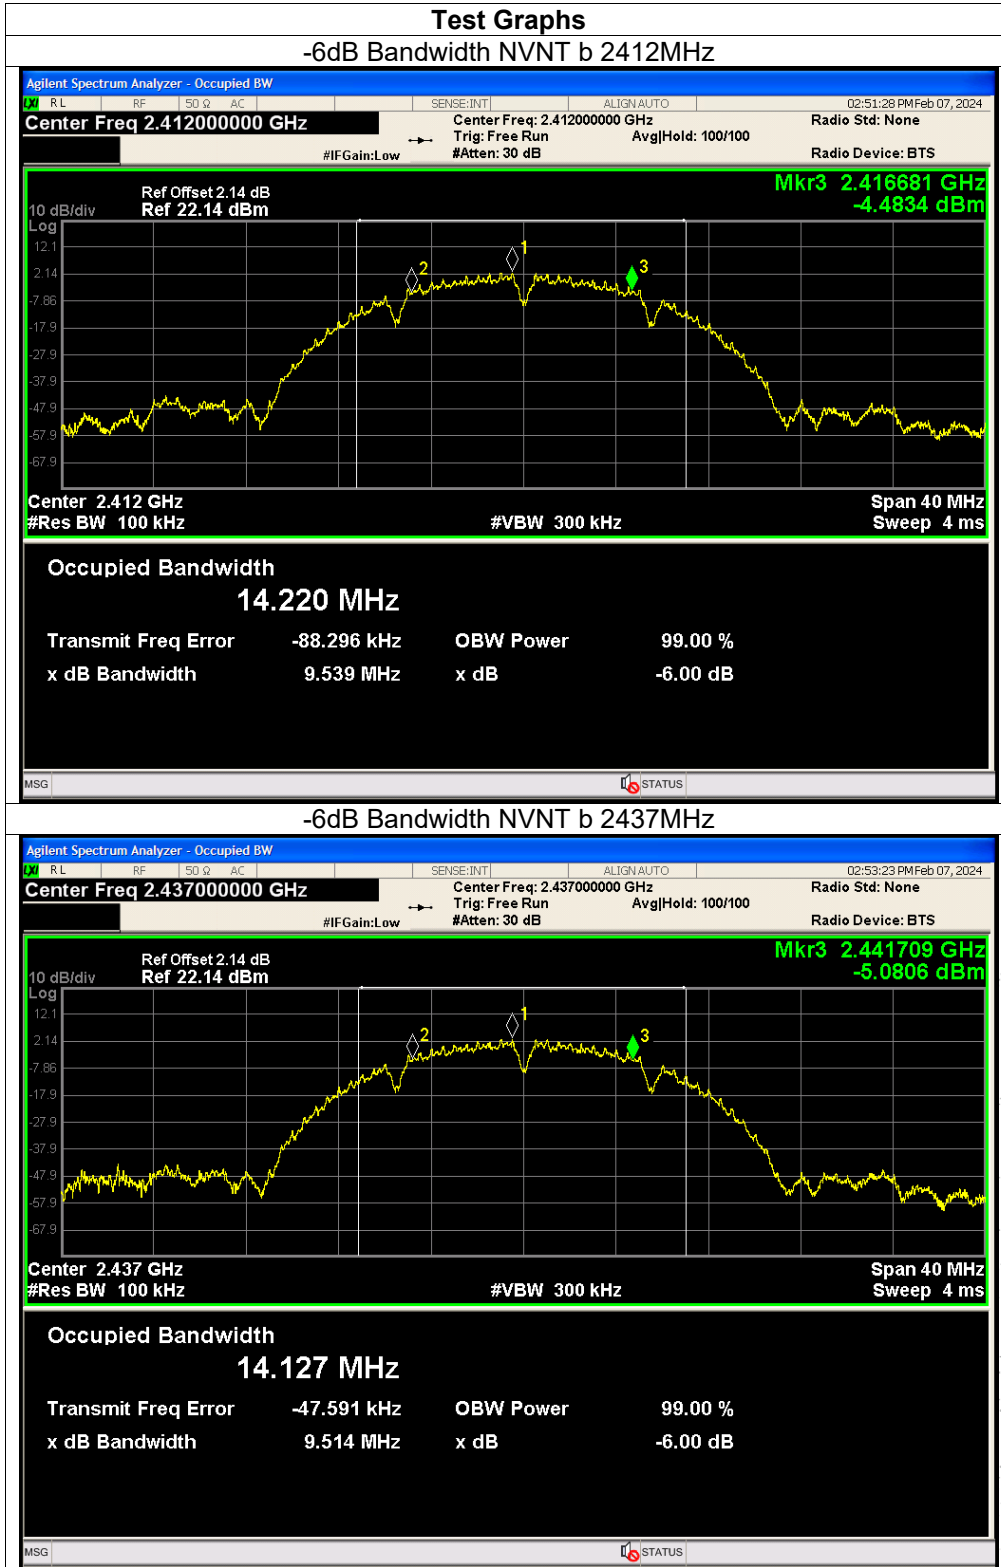 Test Graphs
-6dB Bandwidth NVNT b 2412MHz
Agilent Spectrum Analyzer - Occupied BW
LXI RL RF 50 Ω AC SENSE:INT ALIGN AUTO 02:51:28 PM Feb 07, 2024
Center Freq 2.412000000 GHz Center Freq: 2.412000000 GHz Radio Std: None
Trig: Free Run Avg|Hold: 100/100
#IFGain:Low #Atten: 30 dB Radio Device: BTS
Mkr3 2.416681 GHz
-4.4834 dBm
Ref Offset 2.14 dB
10 dB/div Ref 22.14 dBm
Log
12.1
2.14
-7.86
-17.9
-27.9
-37.9
-47.9
-57.9
-67.9
1
2
3
Center 2.412 GHz Span 40 MHz
#Res BW 100 kHz #VBW 300 kHz Sweep 4 ms
Occupied Bandwidth
14.220 MHz
Transmit Freq Error -88.296 kHz OBW Power 99.00 %
x dB Bandwidth 9.539 MHz x dB -6.00 dB
MSG STATUS
-6dB Bandwidth NVNT b 2437MHz
Agilent Spectrum Analyzer - Occupied BW
LXI RL RF 50 Ω AC SENSE:INT ALIGN AUTO 02:53:23 PM Feb 07, 2024
Center Freq 2.437000000 GHz Center Freq: 2.437000000 GHz Radio Std: None
Trig: Free Run Avg|Hold: 100/100
#IFGain:Low #Atten: 30 dB Radio Device: BTS
Mkr3 2.441709 GHz
-5.0806 dBm
Ref Offset 2.14 dB
10 dB/div Ref 22.14 dBm
Log
12.1
2.14
-7.86
-17.9
-27.9
-37.9
-47.9
-57.9
-67.9
1
2
3
Center 2.437 GHz Span 40 MHz
#Res BW 100 kHz #VBW 300 kHz Sweep 4 ms
Occupied Bandwidth
14.127 MHz
Transmit Freq Error -47.591 kHz OBW Power 99.00 %
x dB Bandwidth 9.514 MHz x dB -6.00 dB
MSG STATUS